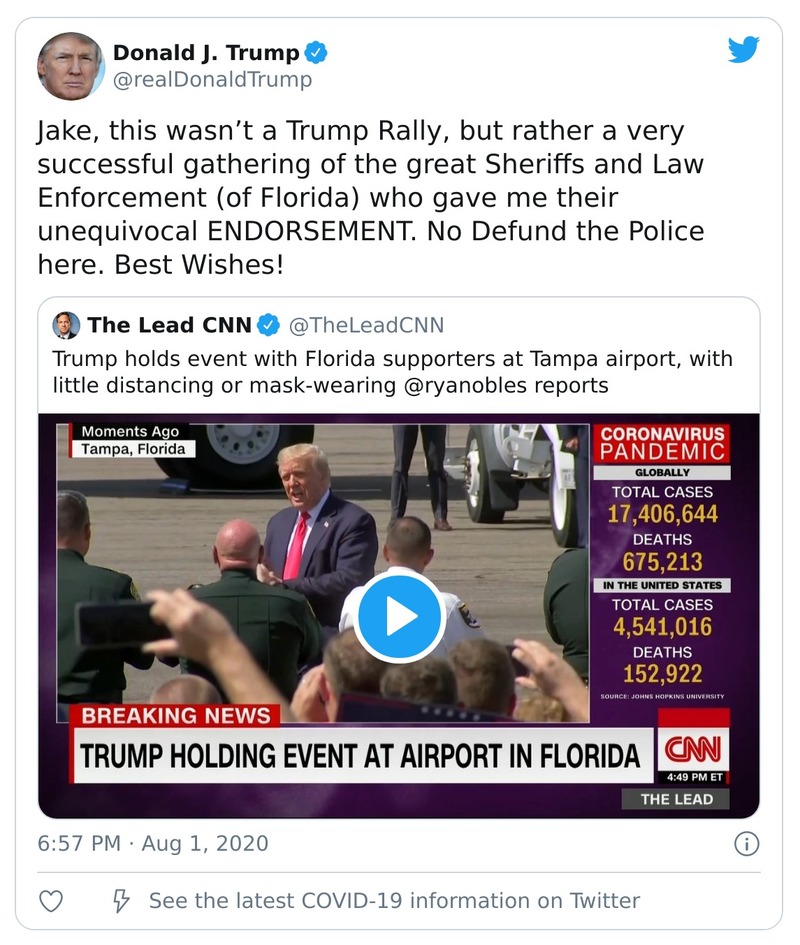 Donald J. Trump
@realDonaldTrump
Jake, this wasn’t a Trump Rally, but rather a very
successful gathering of the great Sheriffs and Law
Enforcement (of Florida) who gave me their
unequivocal ENDORSEMENT. No Defund the Police
here. Best Wishes!
The Lead CNN @TheLeadCNN
Trump holds event with Florida supporters at Tampa airport, with
little distancing or mask-wearing @ryanobles reports
Moments Ago
Tampa, Florida
CORONAVIRUS
PANDEMIC
GLOBALLY
TOTAL CASES
17,406,644
DEATHS
675,213
IN THE UNITED STATES
TOTAL CASES
4,541,016
DEATHS
152,922
SOURCE: JOHNS HOPKINS UNIVERSITY
BREAKING NEWS
TRUMP HOLDING EVENT AT AIRPORT IN FLORIDA
CNN
4:49 PM ET
THE LEAD
6:57 PM · Aug 1, 2020
See the latest COVID-19 information on Twitter